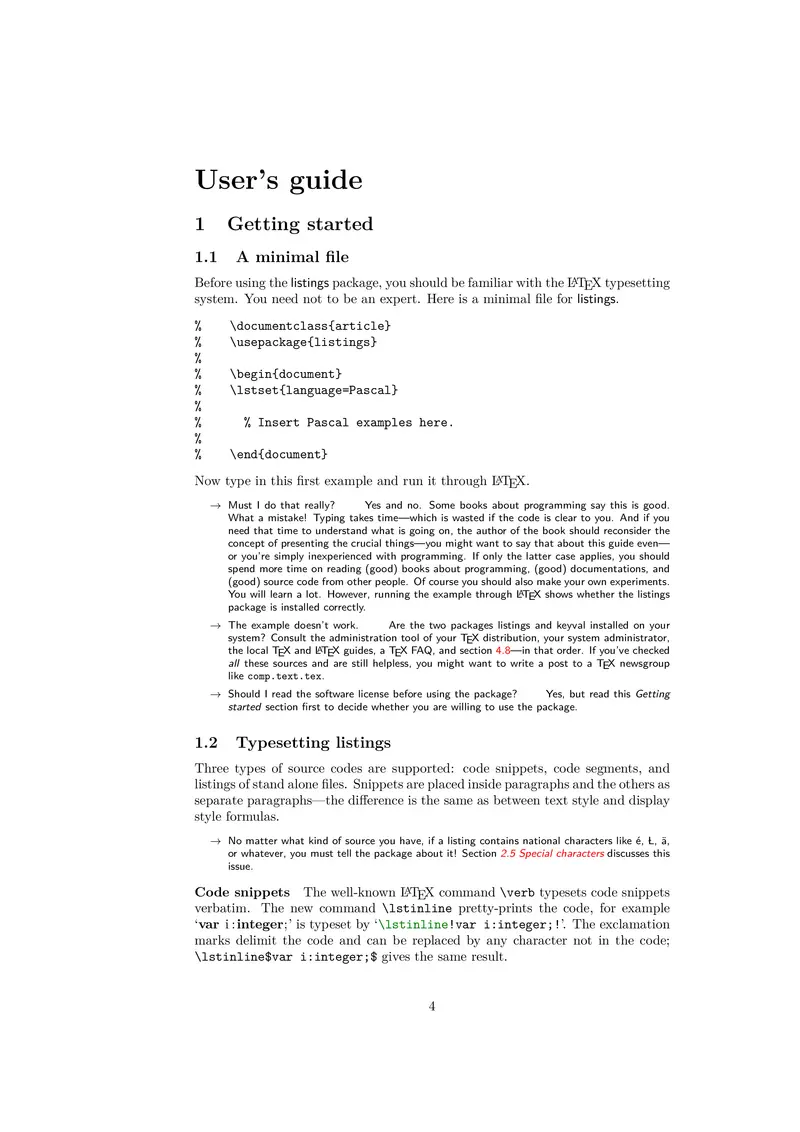 User’s guide
1 Getting started
1.1 A minimal file
Before using the listings package, you should be familiar with the LATEX typesetting
system. You need not to be an expert. Here is a minimal file for listings.
% \documentclass{article}
% \usepackage{listings}
%
% \begin{document}
% \lstset{language=Pascal}
%
% % Insert Pascal examples here.
%
% \end{document}
Now type in this first example and run it through LATEX.
→ Must I do that really? Yes and no. Some books about programming say this is good.
What a mistake! Typing takes time—which is wasted if the code is clear to you. And if you
need that time to understand what is going on, the author of the book should reconsider the
concept of presenting the crucial things—you might want to say that about this guide even—
or you’re simply inexperienced with programming. If only the latter case applies, you should
spend more time on reading (good) books about programming, (good) documentations, and
(good) source code from other people. Of course you should also make your own experiments.
You will learn a lot. However, running the example through LATEX shows whether the listings
package is installed correctly.
→ The example doesn’t work. Are the two packages listings and keyval installed on your
system? Consult the administration tool of your TEX distribution, your system administrator,
the local TEX and LATEX guides, a TEX FAQ, and section 4.8—in that order. If you’ve checked
all these sources and are still helpless, you might want to write a post to a TEX newsgroup
like comp.text.tex.
→ Should I read the software license before using the package? Yes, but read this Getting
started section first to decide whether you are willing to use the package.
1.2 Typesetting listings
Three types of source codes are supported: code snippets, code segments, and
listings of stand alone files. Snippets are placed inside paragraphs and the others as
separate paragraphs—the difference is the same as between text style and display
style formulas.
→ No matter what kind of source you have, if a listing contains national characters like é, Ł, ä,
or whatever, you must tell the package about it! Section 2.5 Special characters discusses this
issue.
Code snippets The well-known LATEX command \verb typesets code snippets
verbatim. The new command \lstinline pretty-prints the code, for example
‘var i:integer;’ is typeset by ‘\lstinline!var i:integer;!’. The exclamation
marks delimit the code and can be replaced by any character not in the code;
\lstinline$var i:integer;$ gives the same result.
4